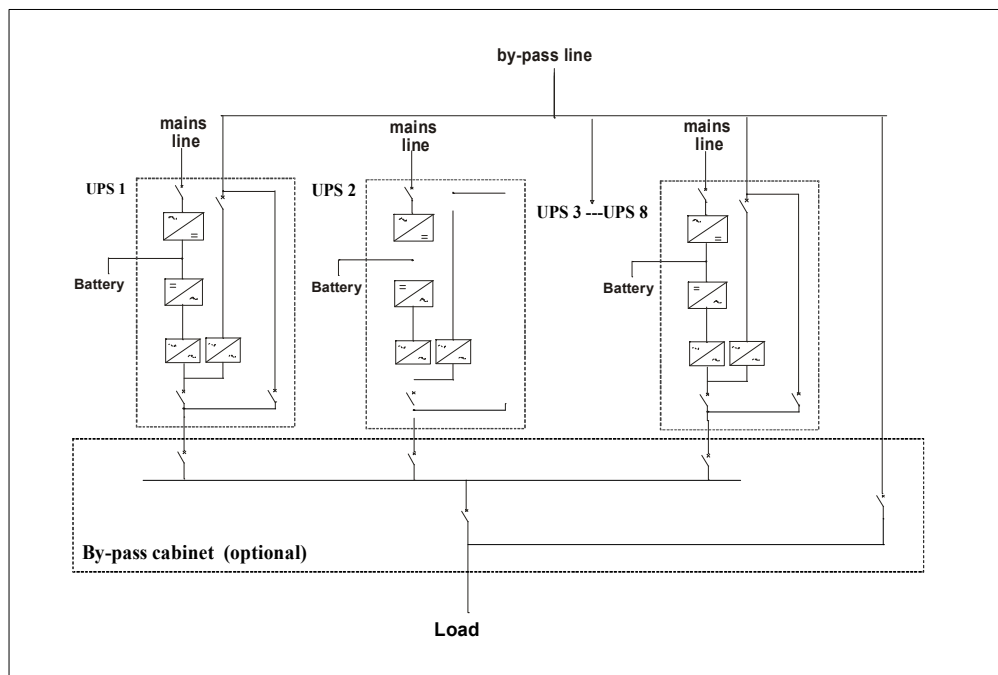 by-pass line
mains
line
mains
line
mains
line
UPS 1
UPS 2
UPS 3 ---UPS 8
Battery
Battery
Battery
By-pass cabinet (optional)
Load